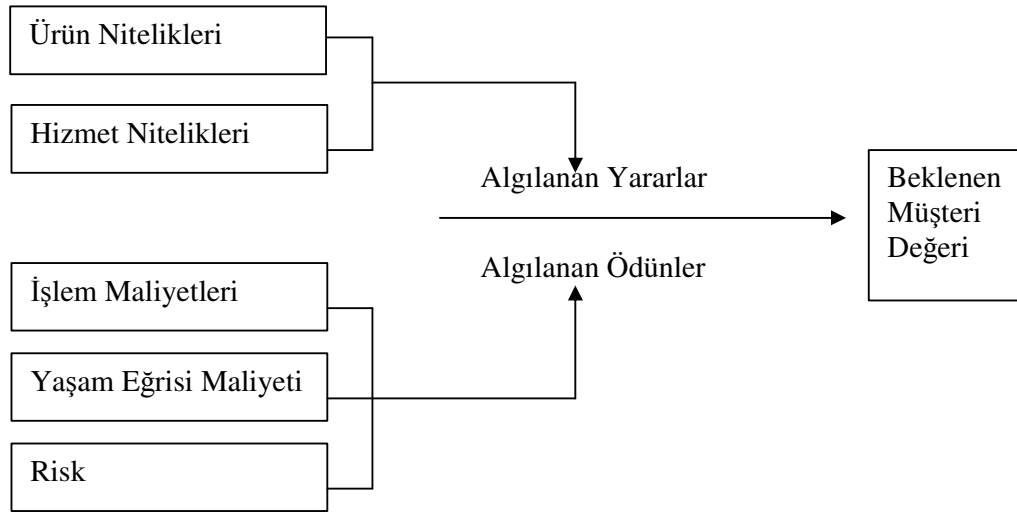 Ürün Nitelikleri
Hizmet Nitelikleri
Algılanan Yararlar
Beklenen
Müşteri
Değeri
Algılanan Ödünler
İşlem Maliyetleri
Yaşam Eğrisi Maliyeti
Risk